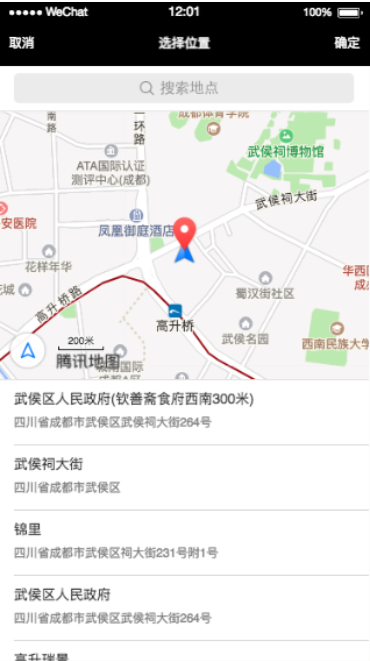 WeChat 12:01 100%
取消 选择位置 确定
搜索地点
南路
一环路
武侯祠博物馆
ATA国际认证
测评中心(成都)
武侯祠大街
安医院
凤凰御庭酒店
花样年华
华西
蜀汉街社区
高升桥路
高升桥
武侯名园
西南民族大学
200米
腾讯地图
武侯区人民政府(钦善斋食府西南300米)
四川省成都市武侯区武侯祠大街264号
武侯祠大街
四川省成都市武侯区
锦里
四川省成都市武侯区祠大街231号附1号
武侯区人民政府
四川省成都市武侯区武侯祠大街264号